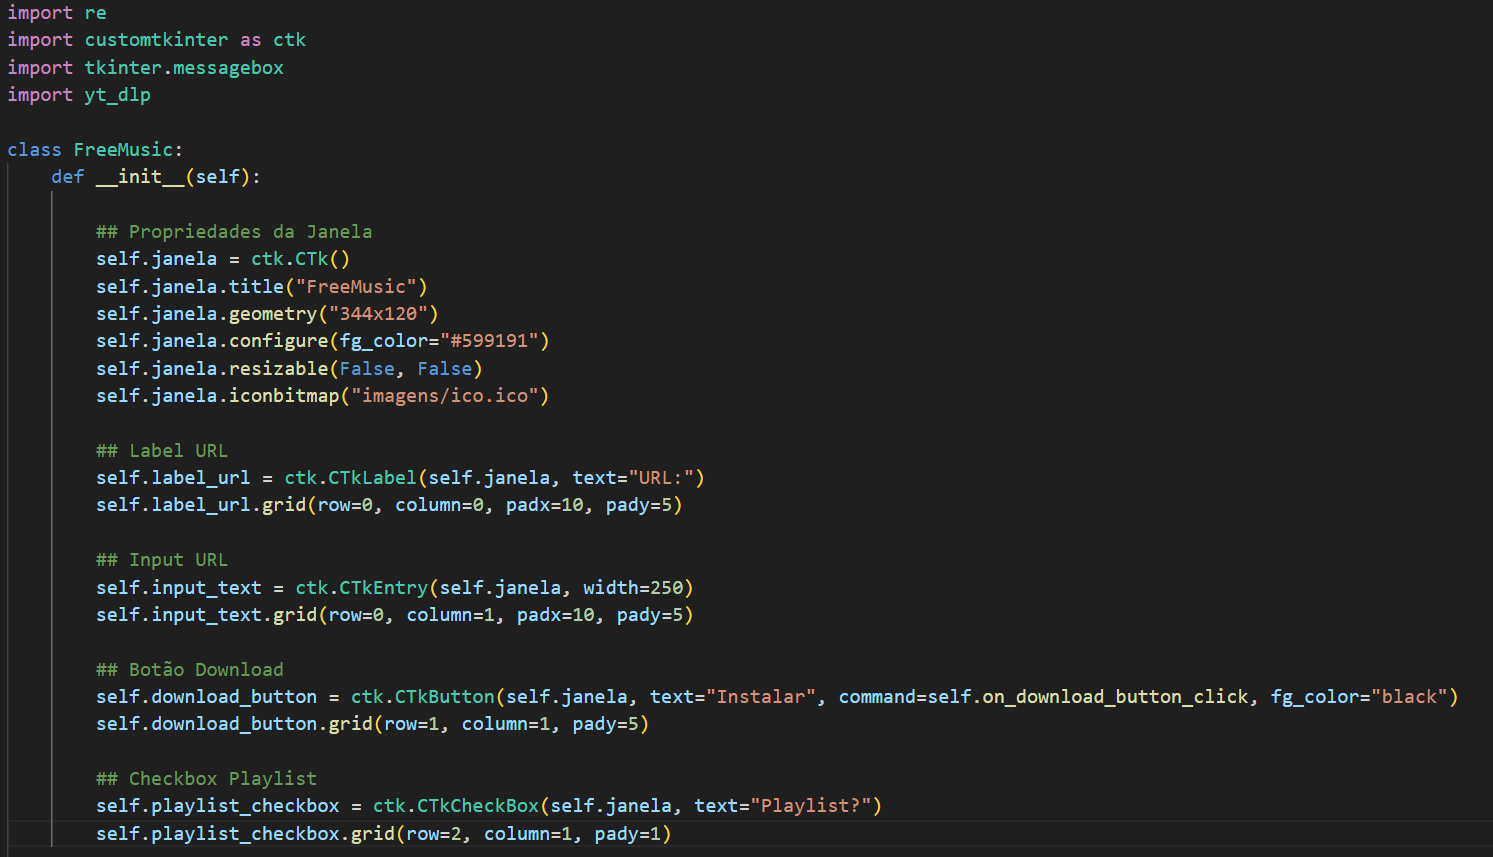 import re
import customtkinter as ctk
import tkinter.messagebox
import yt_dlp

class FreeMusic:
    def __init__(self):

        ## Propriedades da Janela
        self.janela = ctk.CTk()
        self.janela.title("FreeMusic")
        self.janela.geometry("344x120")
        self.janela.configure(fg_color="#599191")
        self.janela.resizable(False, False)
        self.janela.iconbitmap("imagens/ico.ico")

        ## Label URL
        self.label_url = ctk.CTkLabel(self.janela, text="URL:")
        self.label_url.grid(row=0, column=0, padx=10, pady=5)

        ## Input URL
        self.input_text = ctk.CTkEntry(self.janela, width=250)
        self.input_text.grid(row=0, column=1, padx=10, pady=5)

        ## Botão Download
        self.download_button = ctk.CTkButton(self.janela, text="Instalar", command=self.on_download_button_click, fg_color="black")
        self.download_button.grid(row=1, column=1, pady=5)

        ## Checkbox Playlist
        self.playlist_checkbox = ctk.CTkCheckBox(self.janela, text="Playlist?")
        self.playlist_checkbox.grid(row=2, column=1, pady=1)